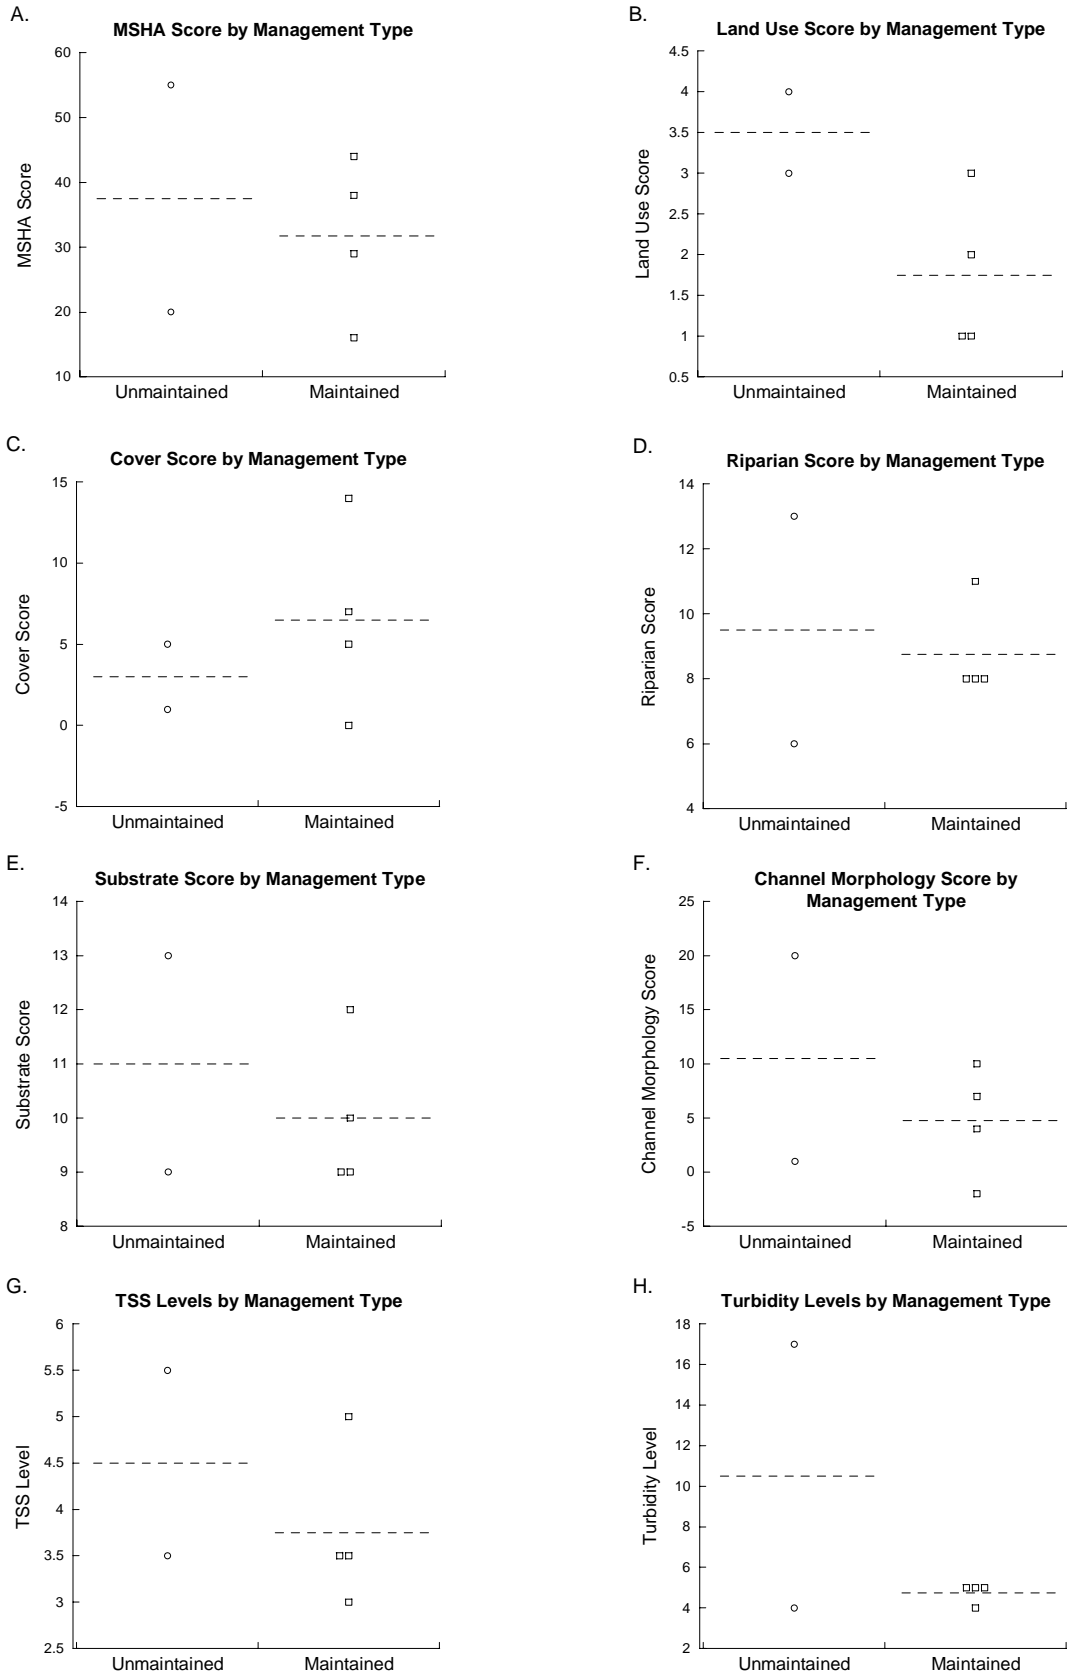 A.
MSHA Score by Management Type
60
50
40
30
20
10
MSHA Score
Unmaintained Maintained
B.
Land Use Score by Management Type
4.5
4
3.5
3
2.5
2
1.5
1
0.5
Land Use Score
Unmaintained Maintained
C.
Cover Score by Management Type
15
10
5
0
-5
Cover Score
Unmaintained Maintained
D.
Riparian Score by Management Type
14
12
10
8
6
4
Riparian Score
Unmaintained Maintained
E.
Substrate Score by Management Type
14
13
12
11
10
9
8
Substrate Score
Unmaintained Maintained
F.
Channel Morphology Score by
Management Type
25
20
15
10
5
0
-5
Channel Morphology Score
Unmaintained Maintained
G.
TSS Levels by Management Type
6
5.5
5
4.5
4
3.5
3
2.5
TSS Level
Unmaintained Maintained
H.
Turbidity Levels by Management Type
18
16
14
12
10
8
6
4
2
Turbidity Level
Unmaintained Maintained